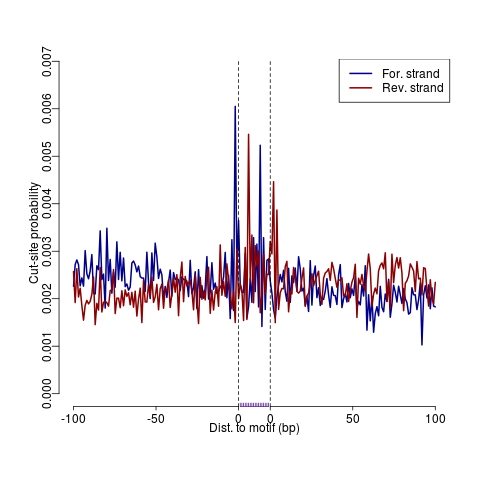 For. strand
Rev. strand
Cut-site probability
0.007
0.006
0.005
0.004
0.003
0.002
0.001
0.000
-100 -50 0 0 50 100
Dist. to motif (bp)